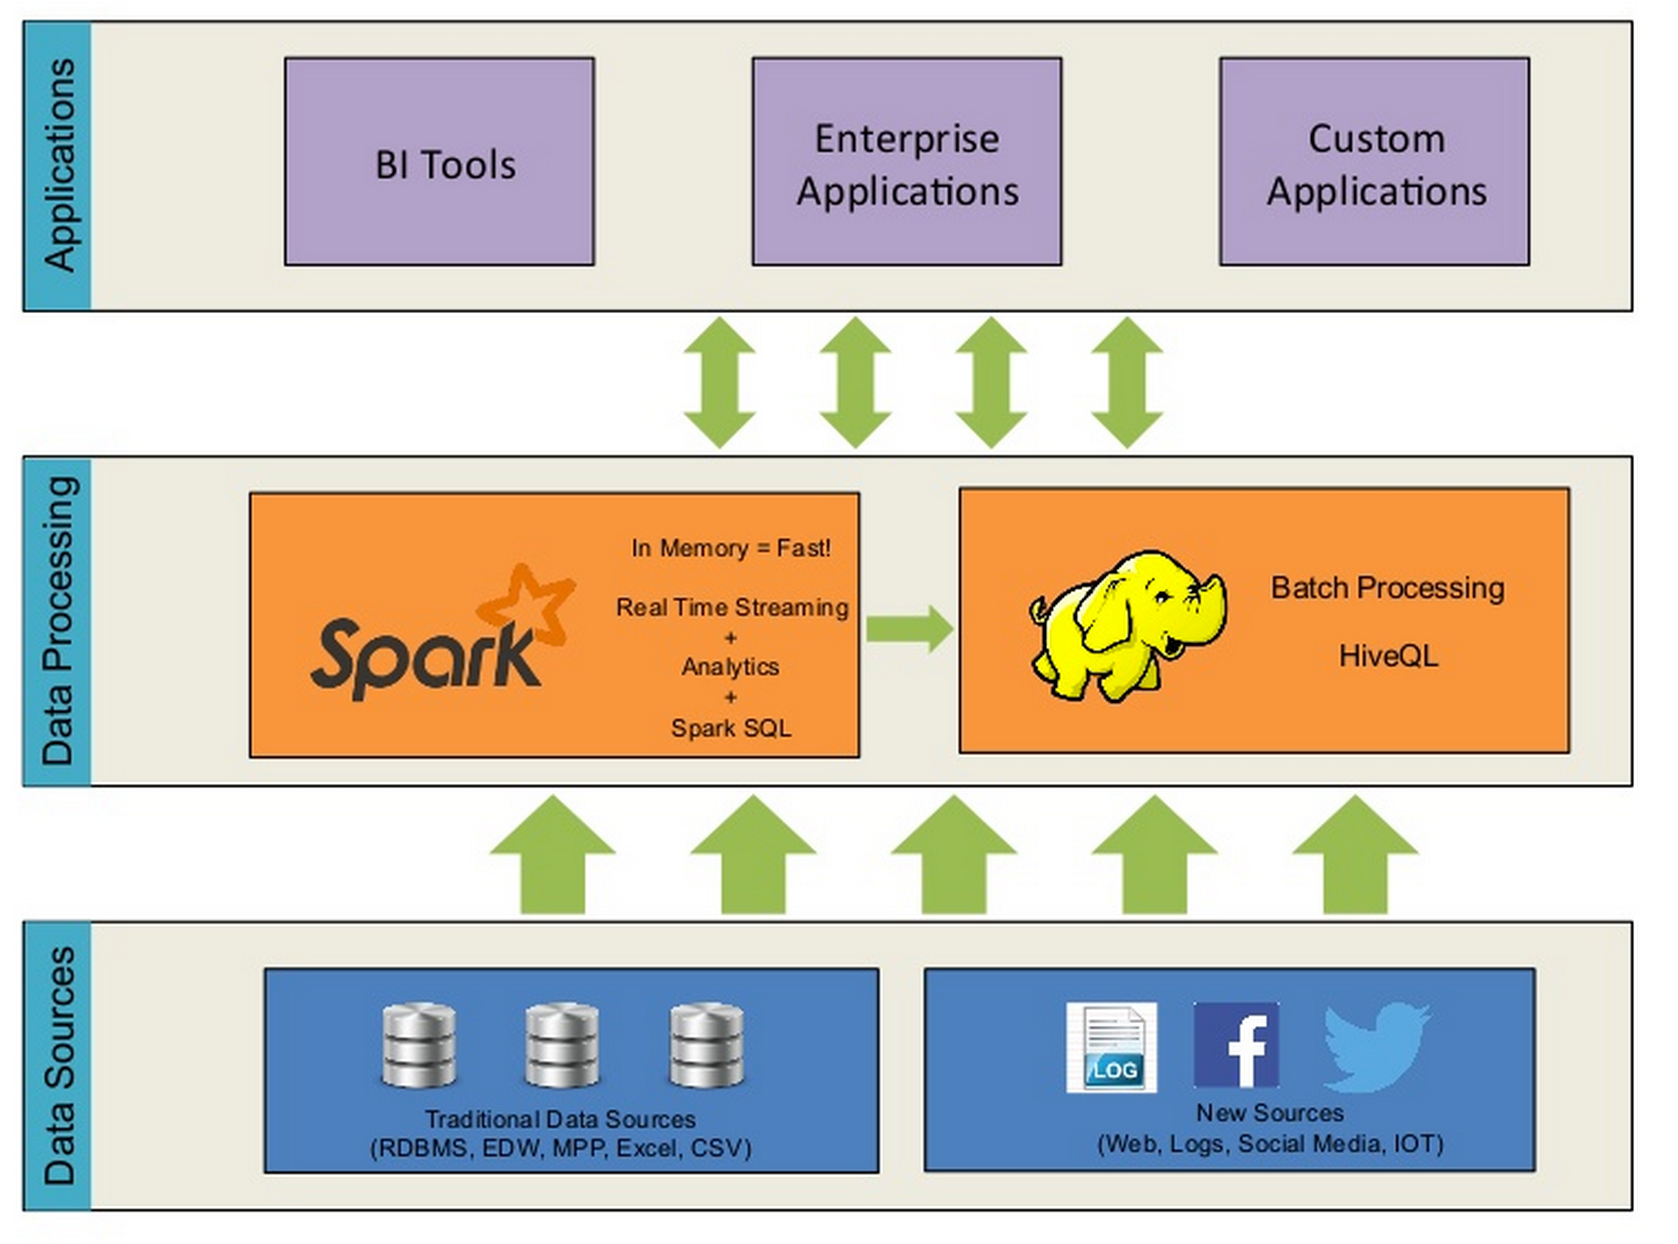 Applications
BI Tools
Enterprise
Applications
Custom
Applications
Data Processing
Spark
In Memory = Fast!
Real Time Streaming
+
Analytics
+
Spark SQL
Batch Processing
HiveQL
Data Sources
Traditional Data Sources
(RDBMS, EDW, MPP, Excel, CSV)
LOG
f
New Sources
(Web, Logs, Social Media, IOT)